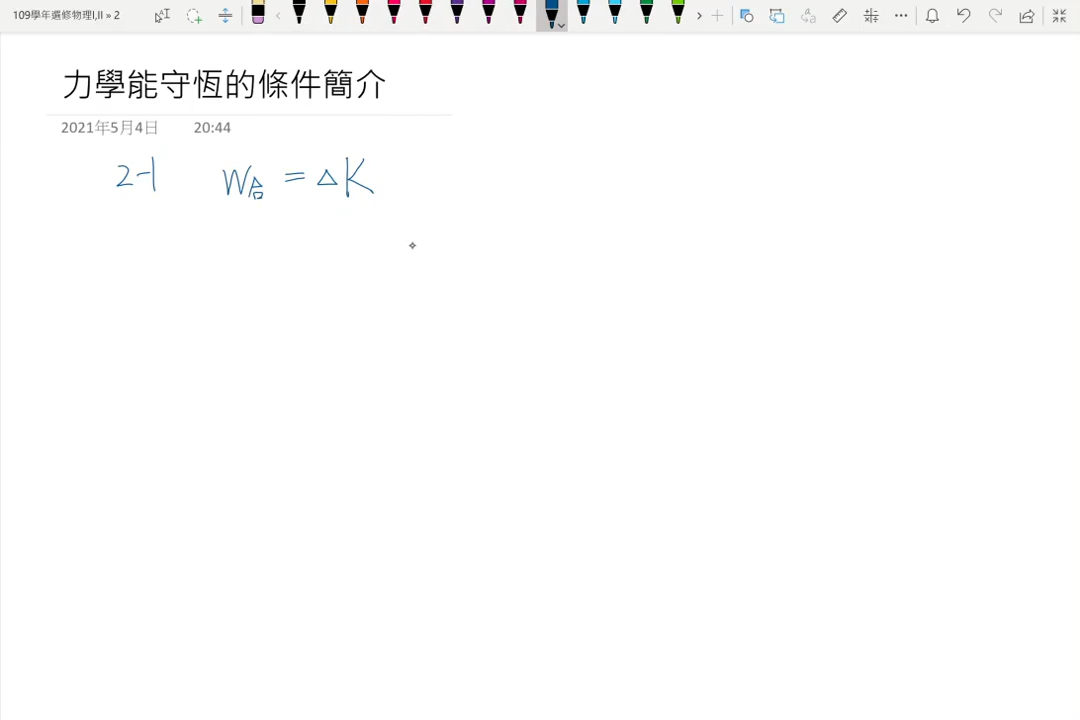 109學年選修物理I,II » 2
力學能守恆的條件簡介
2021年5月4日 20:44
2-1 W合 = ΔK